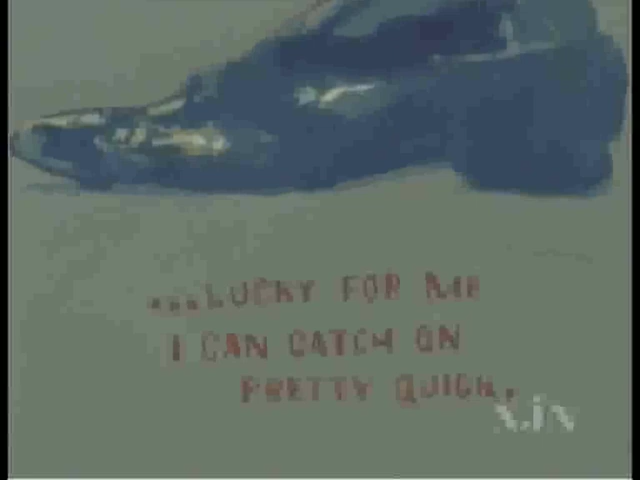 ...LUCKY FOR ME
I CAN CATCH ON
PRETTY QUICK.